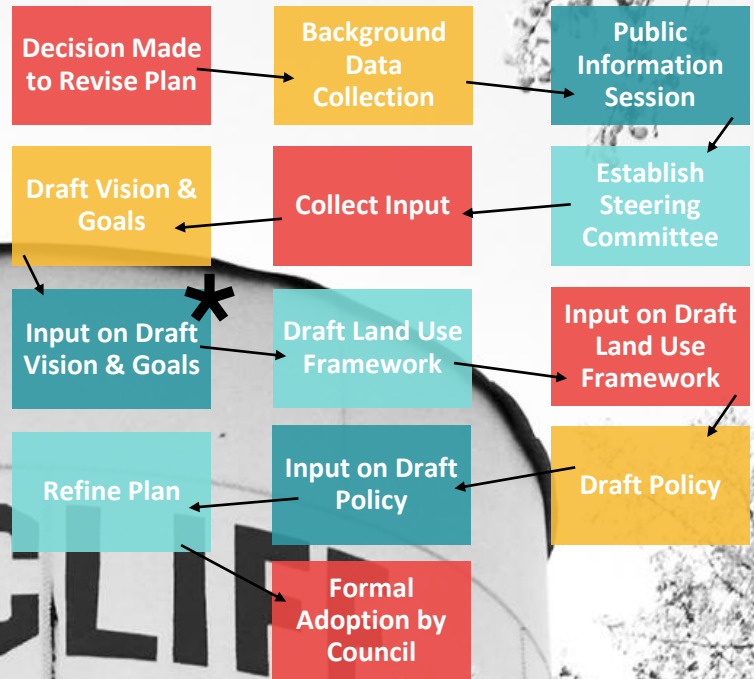 Decision Made
to Revise Plan
Background
Data
Collection
Public
Information
Session
Establish
Steering
Committee
Collect Input
Draft Vision &
Goals
*
Input on Draft
Vision & Goals
Draft Land Use
Framework
Input on Draft
Land Use
Framework
Draft Policy
Input on Draft
Policy
Refine Plan
Formal
Adoption by
Council